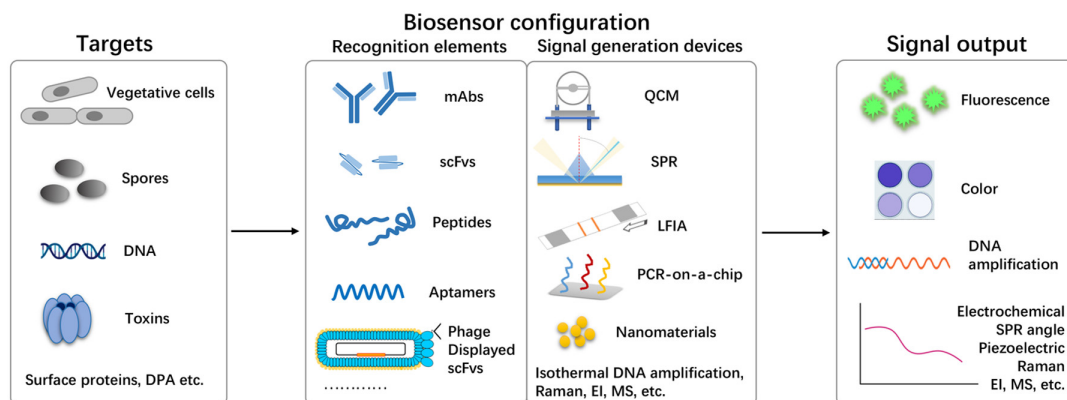 Biosensor configuration
Targets
Vegetative cells
Spores
DNA
Toxins
Surface proteins, DPA etc.
Recognition elements
mAbs
scFvs
Peptides
Aptamers
Phage
Displayed
scFvs
............
Signal generation devices
QCM
SPR
LFIA
PCR-on-a-chip
Nanomaterials
Isothermal DNA amplification,
Raman, EI, MS, etc.
Signal output
Fluorescence
Color
DNA
amplification
Electrochemical
SPR angle
Piezoelectric
Raman
EI, MS, etc.